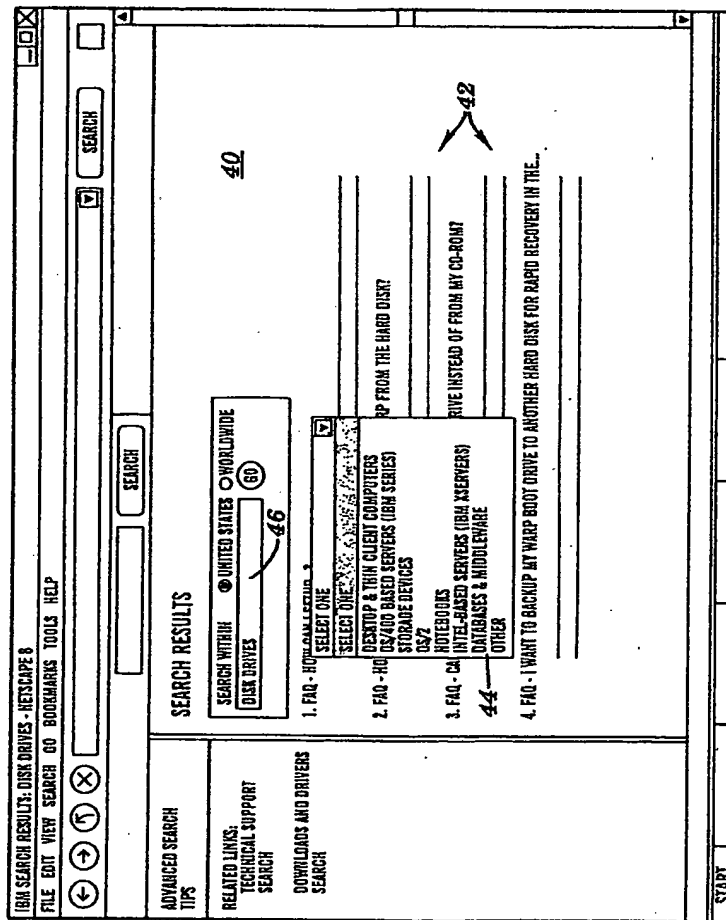 IBM SEARCH RESULTS: DISK DRIVES - NETSCAPE 8
FILE EDIT VIEW SEARCH GO BOOKMARKS TOOLS HELP
SEARCH
SEARCH
ADVANCED SEARCH
TIPS
RELATED LINKS:
TECHNICAL SUPPORT
SEARCH
DOWNLOADS AND DRIVERS
SEARCH
SEARCH RESULTS
40
SEARCH WITHIN UNITED STATES WORLDWIDE
DISK DRIVES GO
46
1. FAQ - HOW CAN I SETUP ?
SELECT ONE
SELECT ONE
DESKTOP & THIN CLIENT COMPUTERS
2. FAQ - HO RP FROM THE HARD DISK?
OS/400 BASED SERVERS (IBM SERIES)
STORAGE DEVICES
OS/2
NOTEBOOKS
42
3. FAQ - CA RIVE INSTEAD OF FROM MY CD-ROM?
INTEL-BASED SERVERS (IBM XSERVERS)
DATABASES & MIDDLEWARE
44
OTHER
4. FAQ - I WANT TO BACKUP MY WARP BOOT DRIVE TO ANOTHER HARD DISK FOR RAPID RECOVERY IN THE...
START